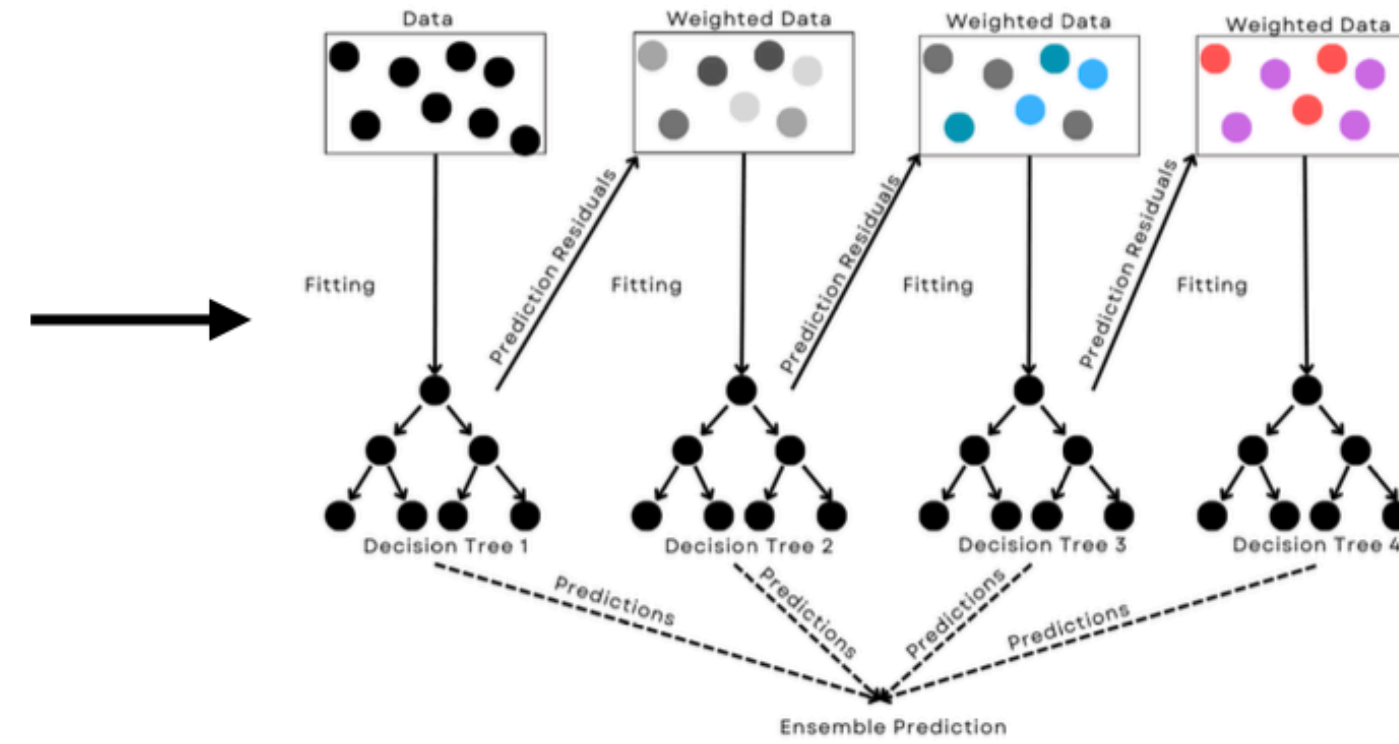 Data
Weighted Data
Weighted Data
Weighted Data
Prediction Residuals
Prediction Residuals
Prediction Residuals
Fitting
Fitting
Fitting
Fitting
Decision Tree 1
Decision Tree 2
Decision Tree 3
Decision Tree 4
Predictions
Predictions
Predictions
Predictions
Ensemble Prediction